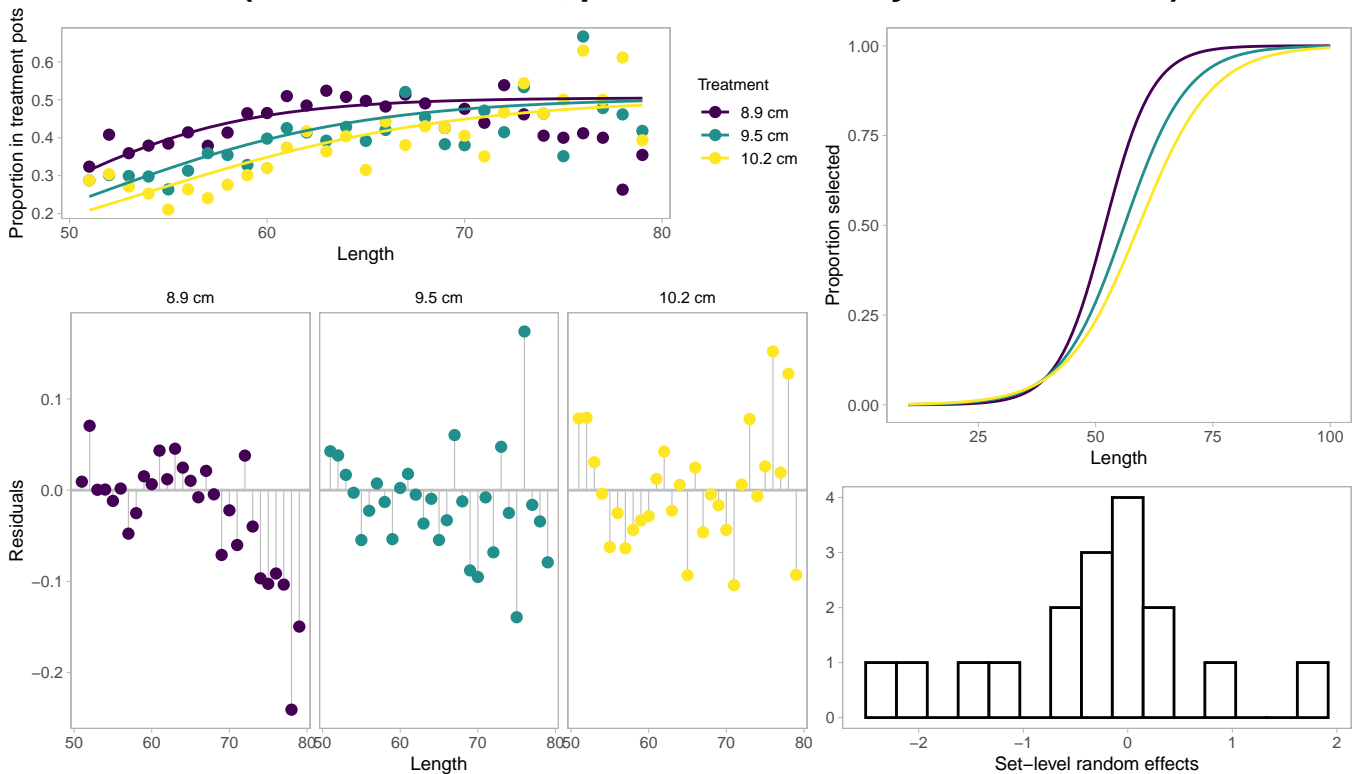 Proportion in treatment pots
0.6
0.5
0.4
0.3
0.2
50 60 70 80
Length
Treatment
8.9 cm
9.5 cm
10.2 cm
Proportion selected
1.00
0.75
0.50
0.25
0.00
25 50 75 100
Length
8.9 cm 9.5 cm 10.2 cm
Residuals
0.1
0.0
−0.1
−0.2
50 60 70 80 50 60 70 80 50 60 70 80
Length
4
3
2
1
0
−2 −1 0 1 2
Set−level random effects